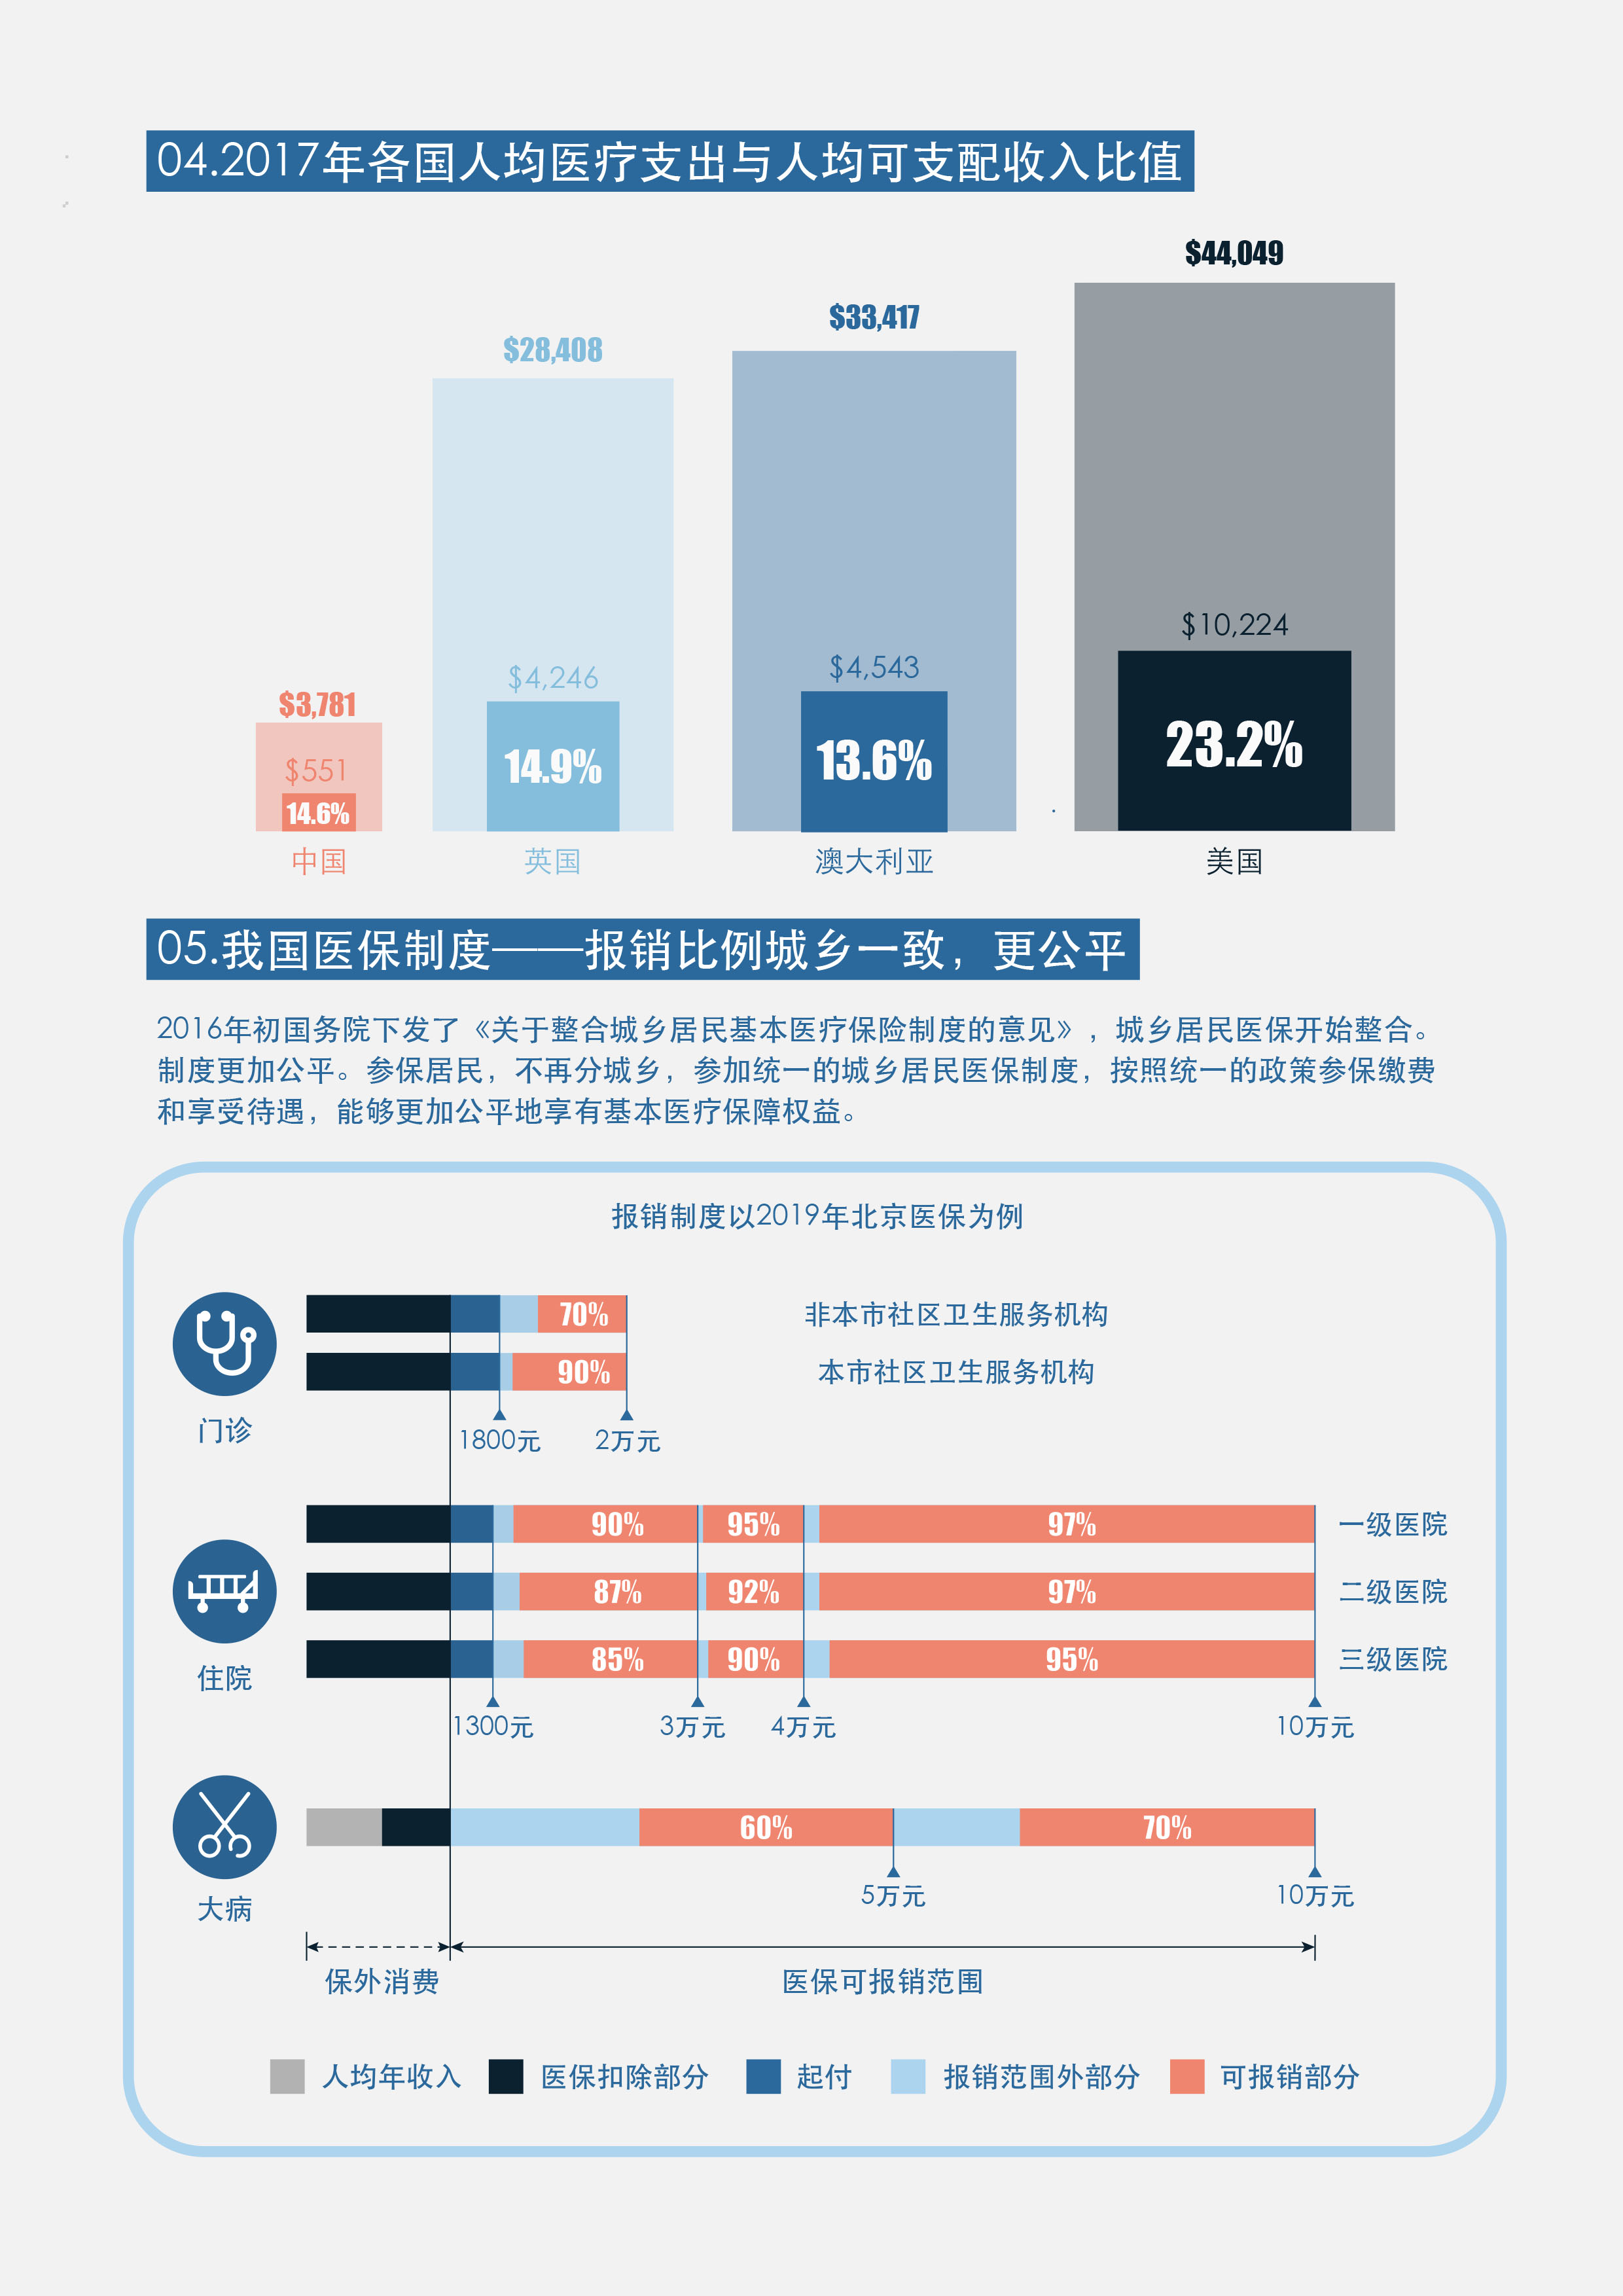 04.2017年各国人均医疗支出与人均可支配收入比值
$44,049
$33,417
$28,408
$10,224
$4,543
$4,246
$3,781
$551
23.2%
13.6%
14.9%
14.6%
中国 英国 澳大利亚 美国
05.我国医保制度——报销比例城乡一致，更公平
2016年初国务院下发了《关于整合城乡居民基本医疗保险制度的意见》，城乡居民医保开始整合。
制度更加公平。参保居民，不再分城乡，参加统一的城乡居民医保制度，按照统一的政策参保缴费
和享受待遇，能够更加公平地享有基本医疗保障权益。
报销制度以2019年北京医保为例
70% 非本市社区卫生服务机构
90% 本市社区卫生服务机构
门诊
1800元 2万元
90% 95% 97% 一级医院
87% 92% 97% 二级医院
85% 90% 95% 三级医院
住院
1300元 3万元 4万元 10万元
60% 70%
5万元 10万元
大病
保外消费 医保可报销范围
人均年收入 医保扣除部分 起付 报销范围外部分 可报销部分